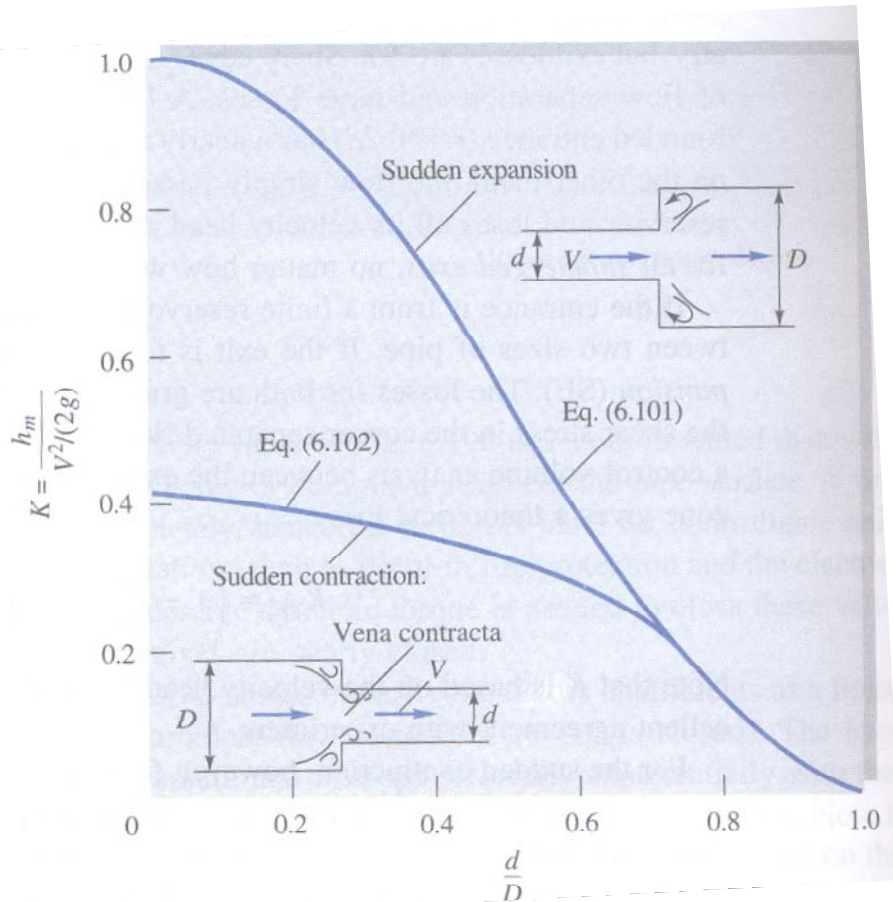 1.0
0.8
0.6
0.4
0.2
K = h_m / V²/(2g)
Sudden expansion
d
V
D
Eq. (6.101)
Eq. (6.102)
Sudden contraction:
Vena contracta
D
V
d
0
0.2
0.4
0.6
0.8
1.0
d
D